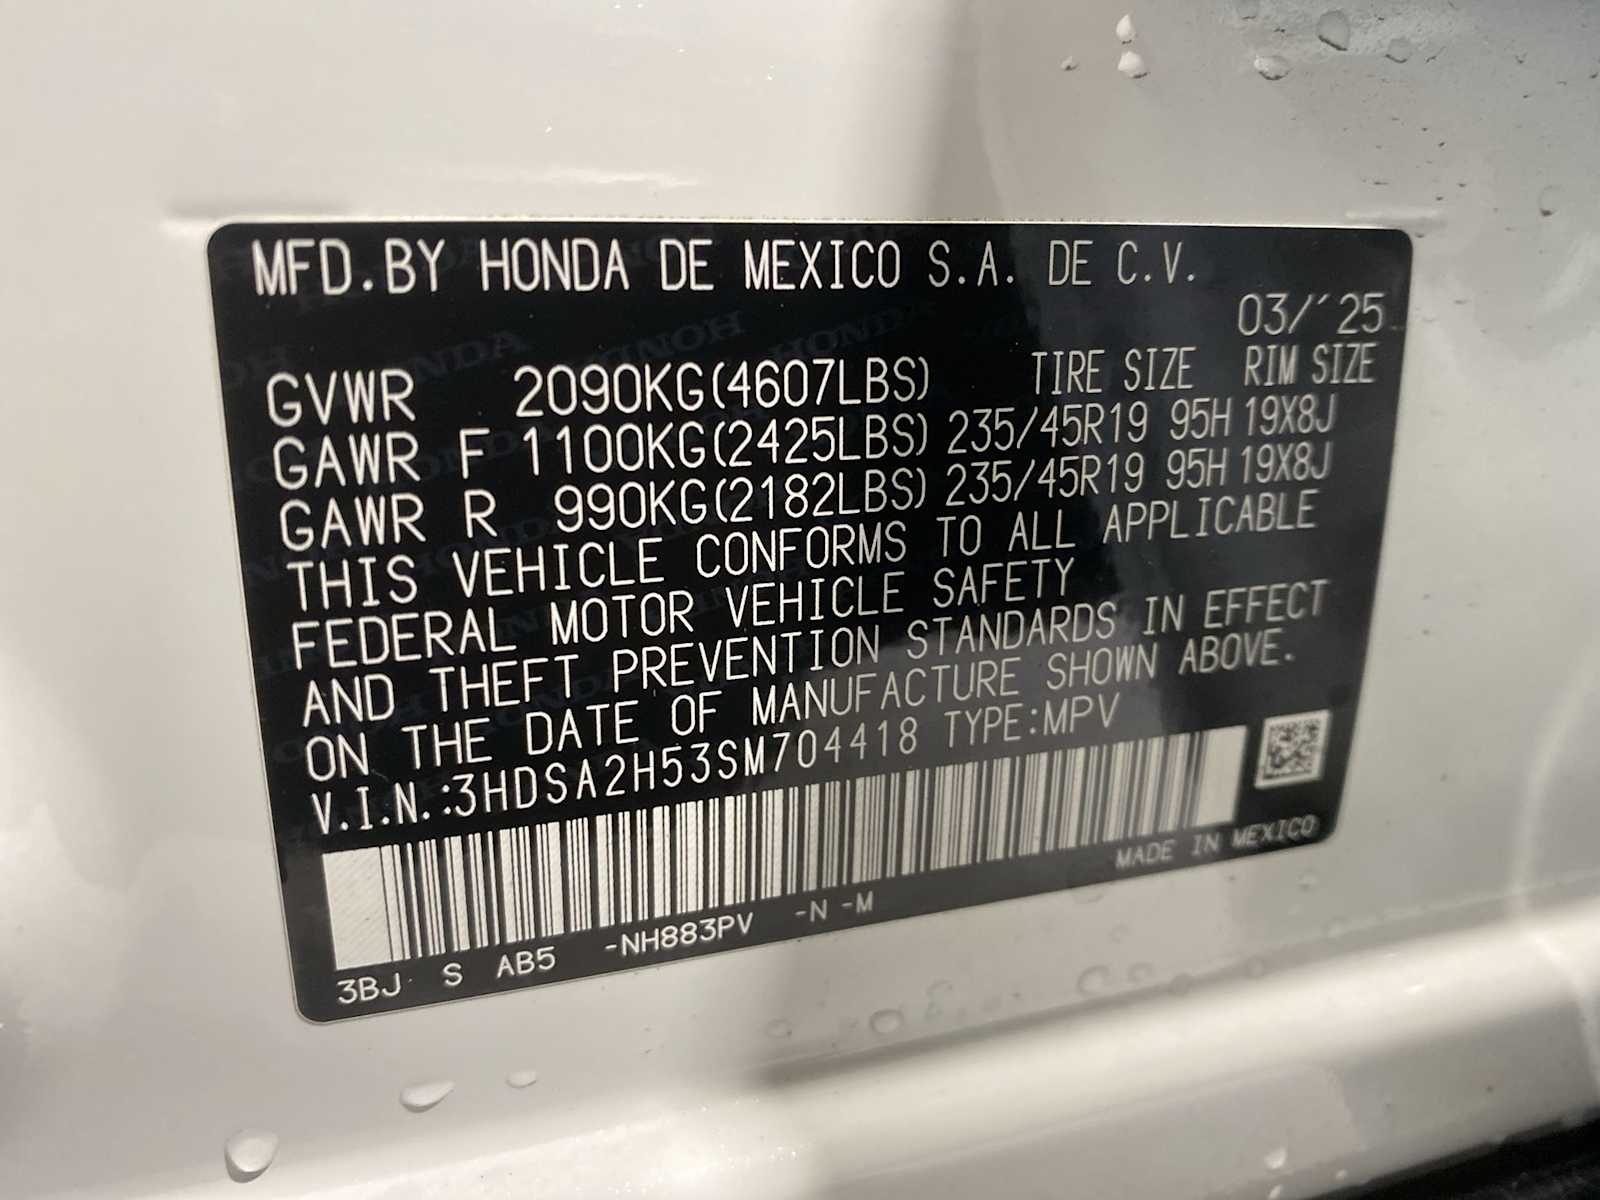 MFD.BY HONDA DE MEXICO S.A. DE C.V.
03/'25
GVWR 2090KG(4607LBS) TIRE SIZE RIM SIZE
GAWR F 1100KG(2425LBS) 235/45R19 95H 19X8J
GAWR R 990KG(2182LBS) 235/45R19 95H 19X8J
THIS VEHICLE CONFORMS TO ALL APPLICABLE
FEDERAL MOTOR VEHICLE SAFETY
AND THEFT PREVENTION STANDARDS IN EFFECT
ON THE DATE OF MANUFACTURE SHOWN ABOVE.
V.I.N.:3HDSA2H53SM704418 TYPE:MPV
MADE IN MEXICO
3BJ S AB5 -NH883PV -N -M